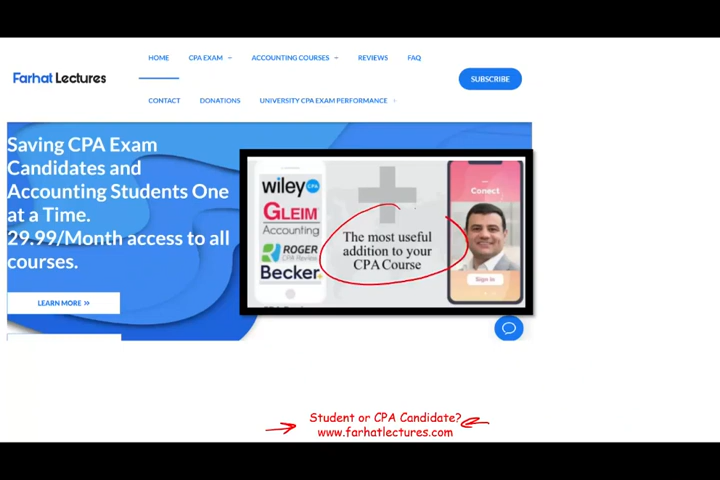 HOME
CPA EXAM
ACCOUNTING COURSES
REVIEWS
FAQ
Farhat Lectures
SUBSCRIBE
CONTACT
DONATIONS
UNIVERSITY CPA EXAM PERFORMANCE
Saving CPA Exam
Candidates and
Accounting Students One
at a Time.
29.99/Month access to all
courses.
LEARN MORE >>
wiley CPA
GLEIM
Accounting
ROGER
CPA Review
Becker
The most useful
addition to your
CPA Course
Conect
Sign in
Student or CPA Candidate?
www.farhatlectures.com